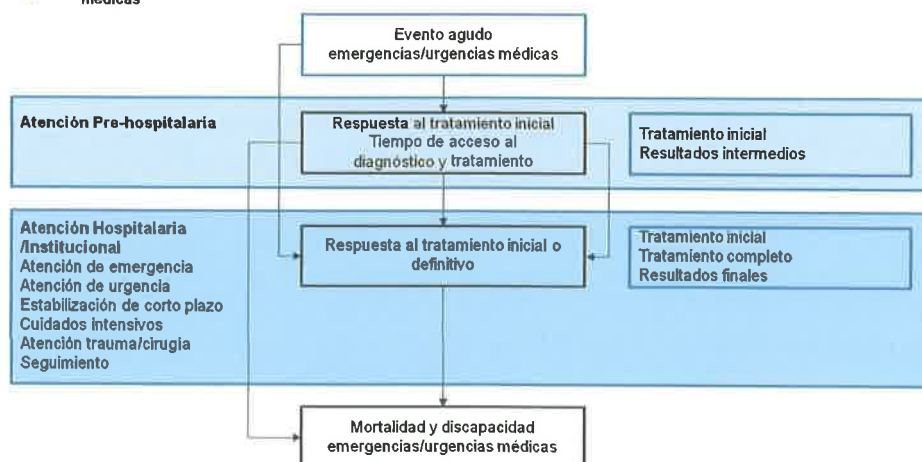 médicas
Evento agudo
emergencias/urgencias médicas
Atención Pre-hospitalaria
Respuesta al tratamiento inicial
Tiempo de acceso al
diagnóstico y tratamiento
Tratamiento inicial
Resultados intermedios
Atención Hospitalaria
/Institucional
Atención de emergencia
Atención de urgencia
Estabilización de corto plazo
Cuidados intensivos
Atención trauma/cirugia
Seguimiento
Respuesta al tratamiento inicial o
definitivo
Tratamiento inicial
Tratamiento completo
Resultados finales
Mortalidad y discapacidad
emergencias/urgencias médicas